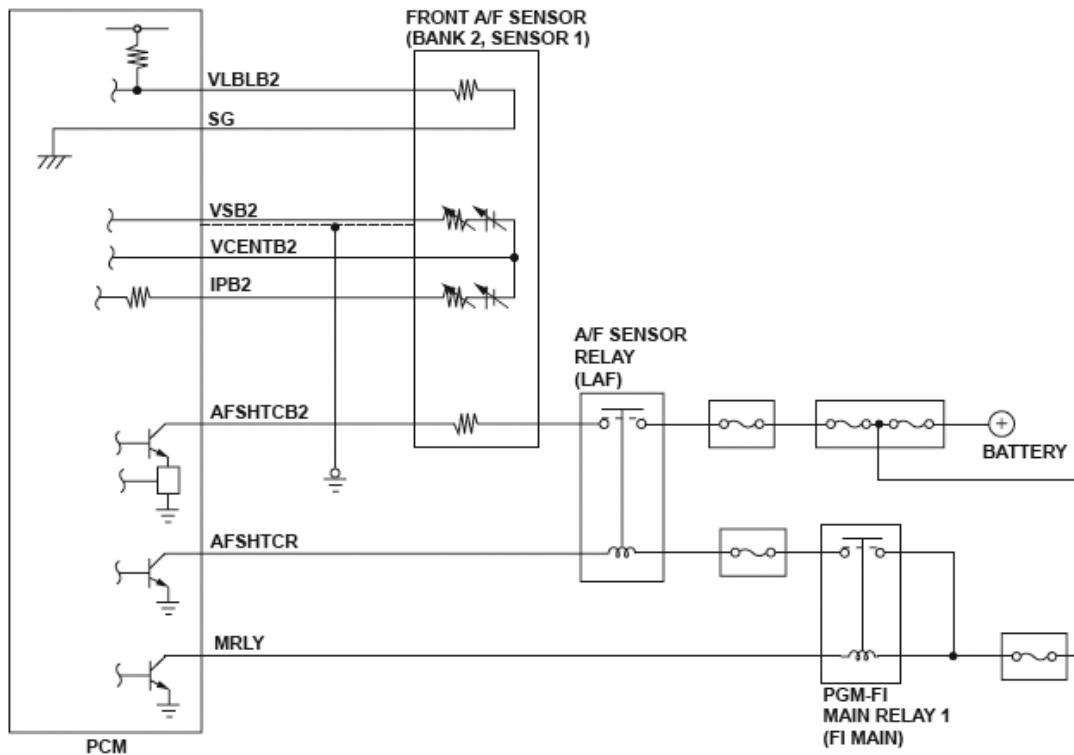 FRONT A/F SENSOR
(BANK 2, SENSOR 1)
VLBLB2
SG
VSB2
VCENTB2
IPB2
A/F SENSOR
RELAY
(LAF)
AFSHTCB2
+
BATTERY
AFSHTCR
MRLY
PGM-FI
MAIN RELAY 1
(FI MAIN)
PCM